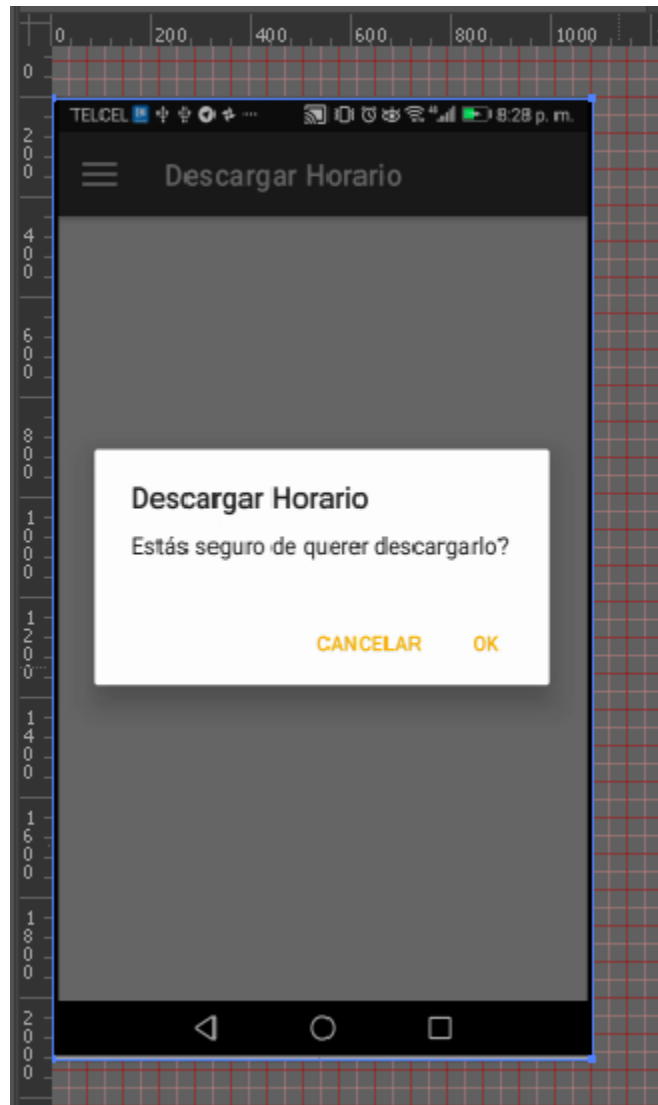 0 200 400 600 800 1000
0
200
400
600
800
1000
1200
1400
1600
1800
2000
TELCEL 8:28 p. m.
Descargar Horario
Descargar Horario
Estás seguro de querer descargarlo?
CANCELAR OK